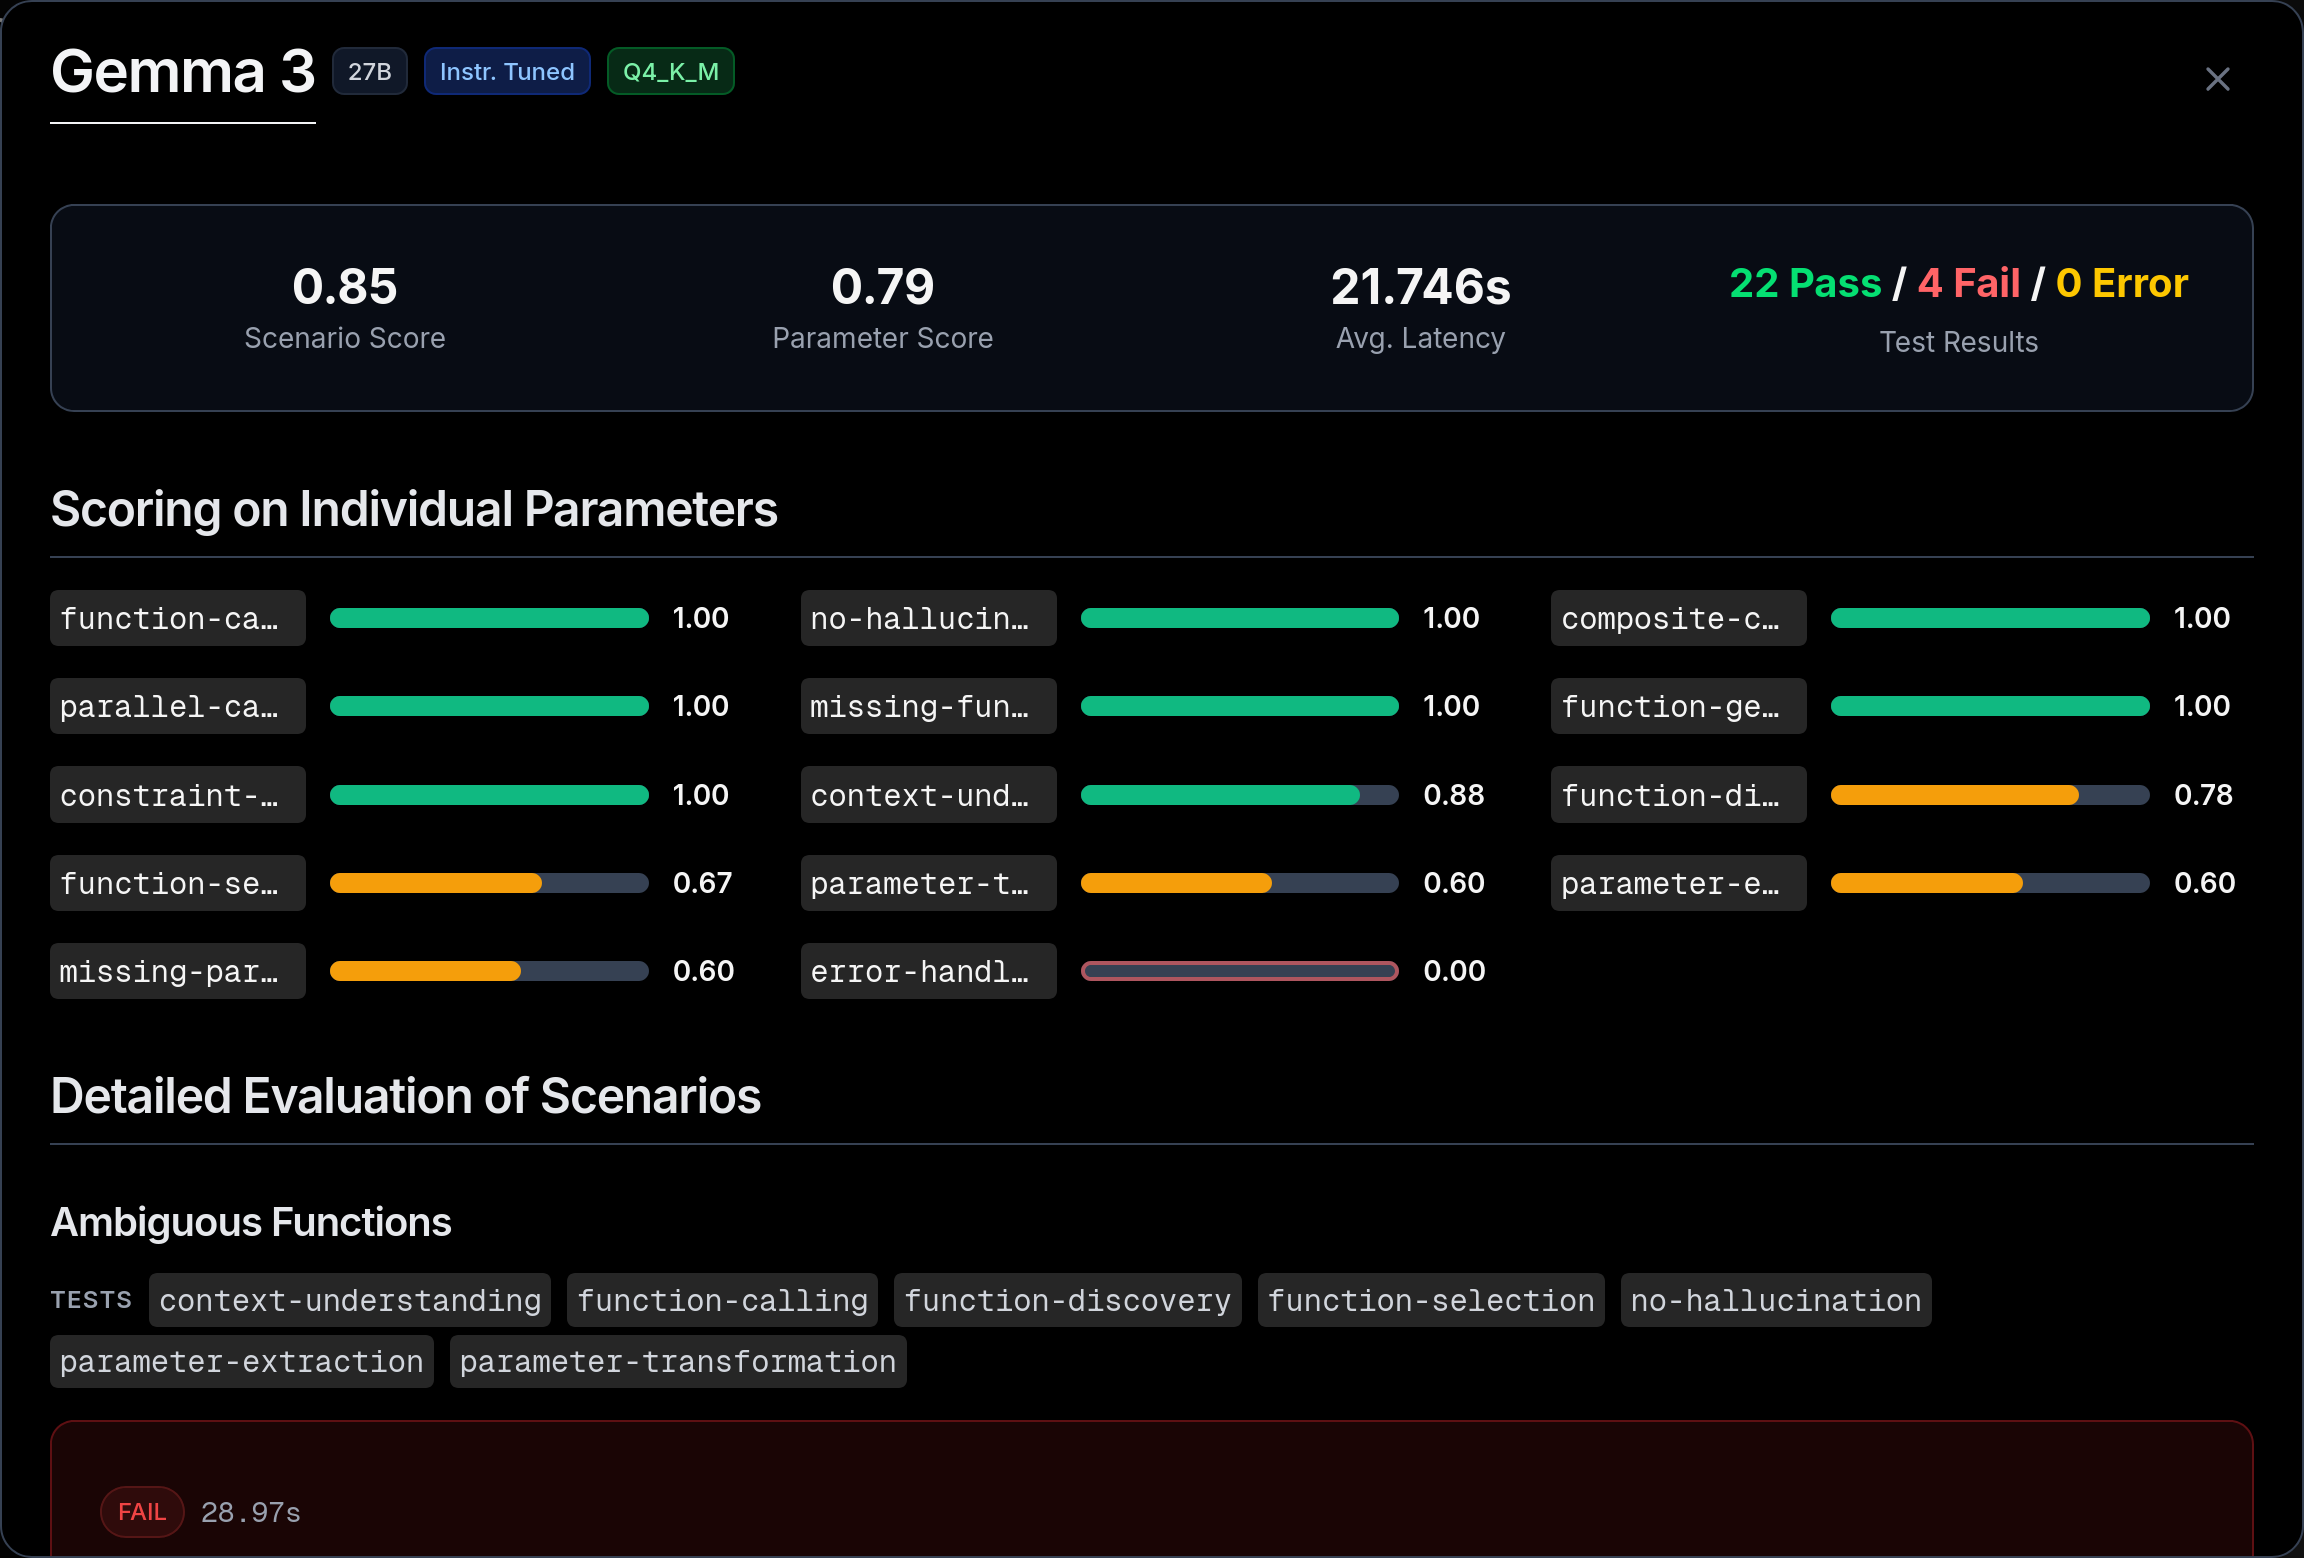 Gemma 3 27B Instr. Tuned Q4_K_M
0.85 0.79 21.746s 22 Pass / 4 Fail / 0 Error
Scenario Score Parameter Score Avg. Latency Test Results
Scoring on Individual Parameters
function-ca… 1.00 no-hallucin… 1.00 composite-c… 1.00
parallel-ca… 1.00 missing-fun… 1.00 function-ge… 1.00
constraint-… 1.00 context-und… 0.88 function-di… 0.78
function-se… 0.67 parameter-t… 0.60 parameter-e… 0.60
missing-par… 0.60 error-handl… 0.00
Detailed Evaluation of Scenarios
Ambiguous Functions
TESTS context-understanding function-calling function-discovery function-selection no-hallucination
parameter-extraction parameter-transformation
FAIL 28.97s